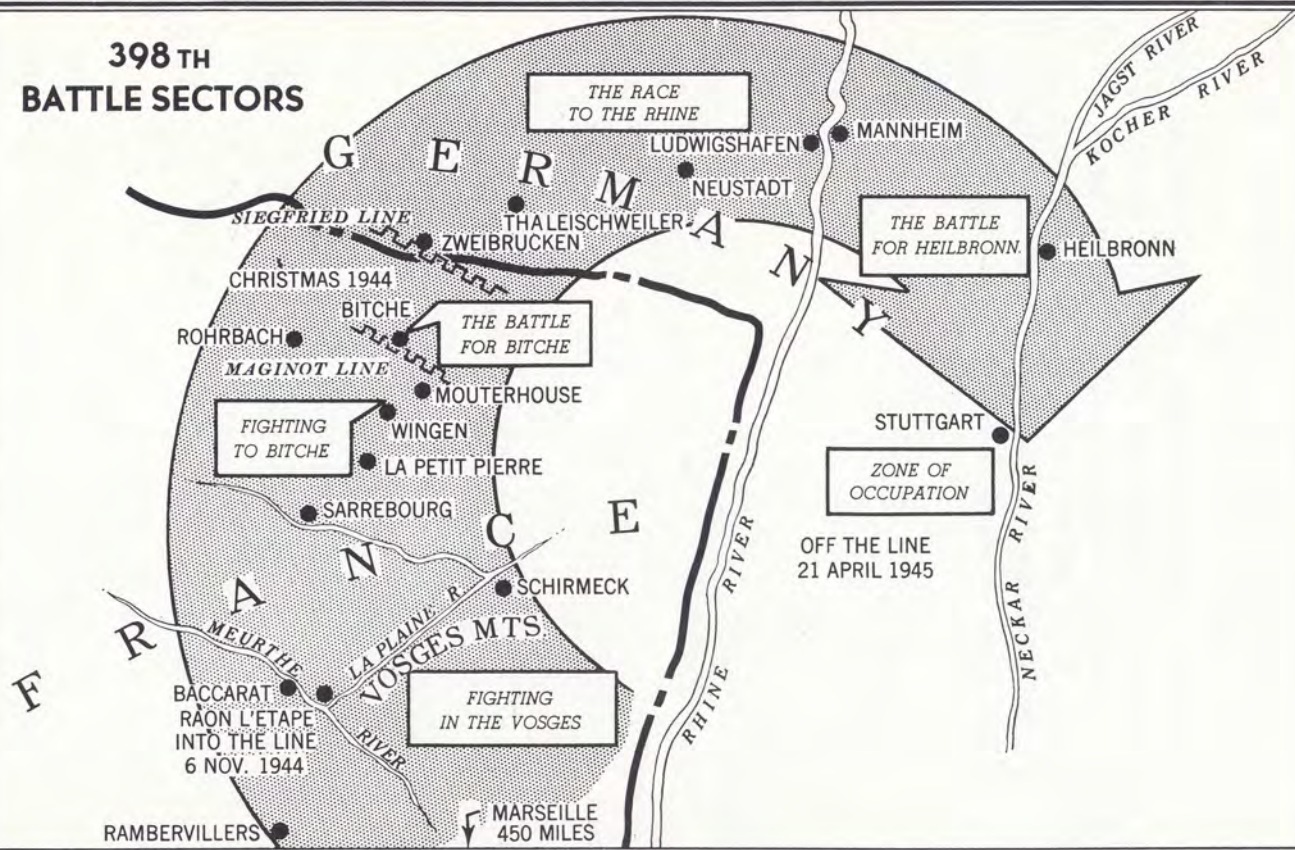 398TH
BATTLE SECTORS
THE RACE
TO THE RHINE
JAGST RIVER
KOCHER RIVER
GERMANY
LUDWIGSHAFEN
MANNHEIM
NEUSTADT
THALEISCHWEILER
SIEGFRIED LINE
ZWEIBRUCKEN
THE BATTLE
FOR HEILBRONN.
HEILBRONN
CHRISTMAS 1944
BITCHE
ROHRBACH
THE BATTLE
FOR BITCHE
MAGINOT LINE
MOUTERHOUSE
FIGHTING
TO BITCHE
WINGEN
LA PETIT PIERRE
STUTTGART
ZONE OF
OCCUPATION
SARREBOURG
FRANCE
OFF THE LINE
21 APRIL 1945
SCHIRMECK
RHINE RIVER
NECKAR RIVER
MEURTHE RIVER
LA PLAINE R.
VOSGES MTS.
BACCARAT
RAON L'ETAPE
INTO THE LINE
6 NOV. 1944
FIGHTING
IN THE VOSGES
RAMBERVILLERS
MARSEILLE
450 MILES